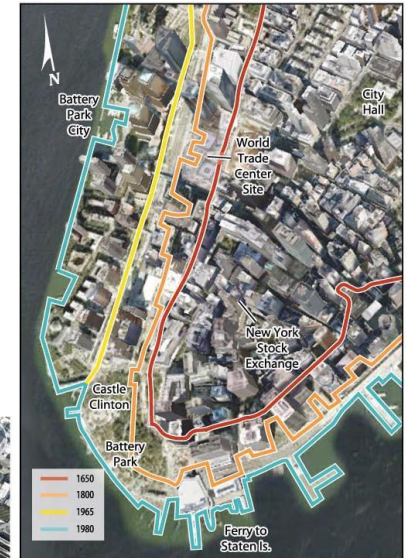 N
Battery
Park
City
City
Hall
World
Trade
Center
Site
New York
Stock
Exchange
Castle
Clinton
Battery
Park
1650
1800
1965
1980
Ferry to
Staten Is.